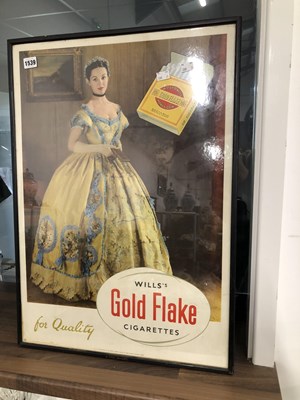 1539
WILLS'S
Gold Flake
CIGARETTES
for Quality